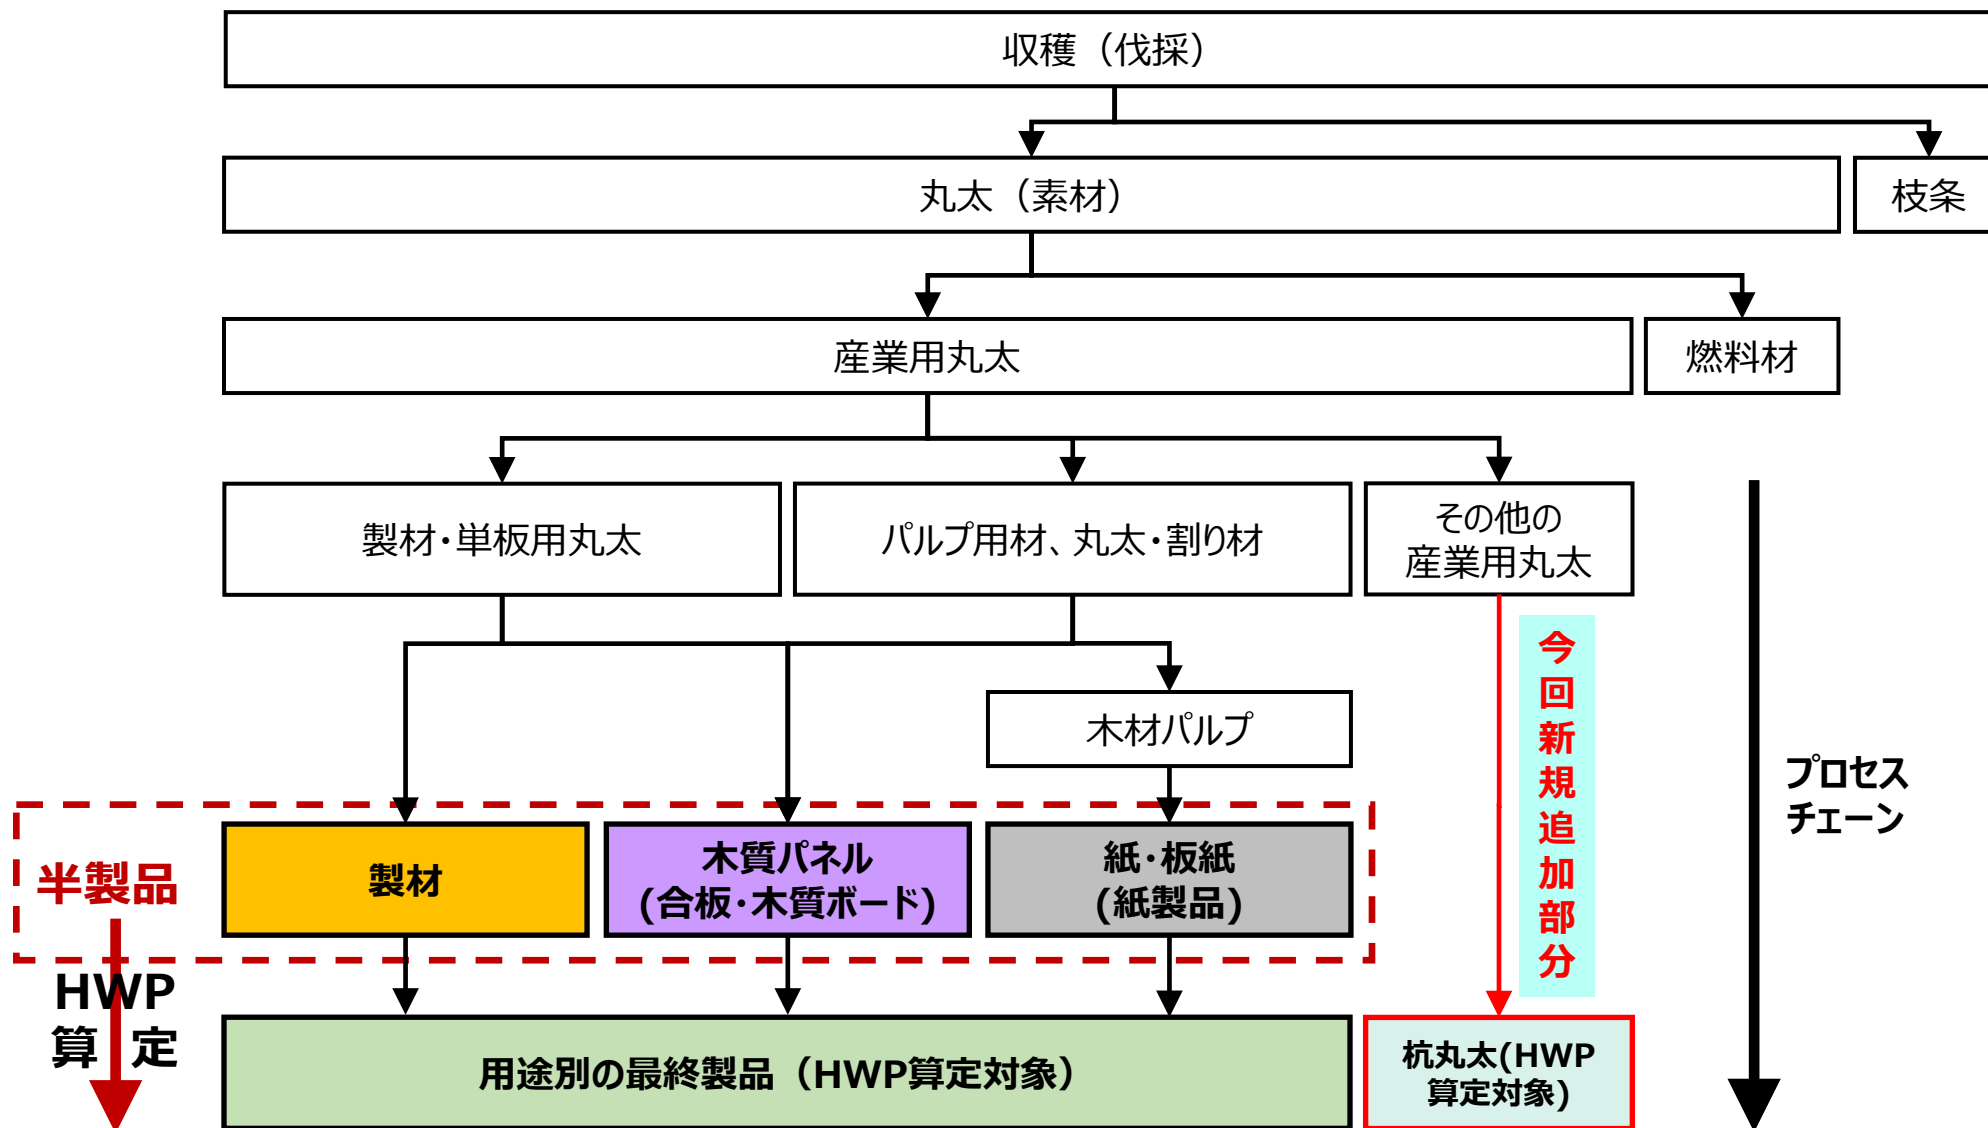 収穫（伐採）
丸太（素材）
枝条
産業用丸太
燃料材
製材・単板用丸太
パルプ用材、丸太・割り材
その他の
産業用丸太
今回新規追加部分
木材パルプ
プロセス
チェーン
半製品
製材
木質パネル
(合板・木質ボード)
紙・板紙
(紙製品)
HWP
算　定
用途別の最終製品（HWP算定対象）
杭丸太(HWP
算定対象)